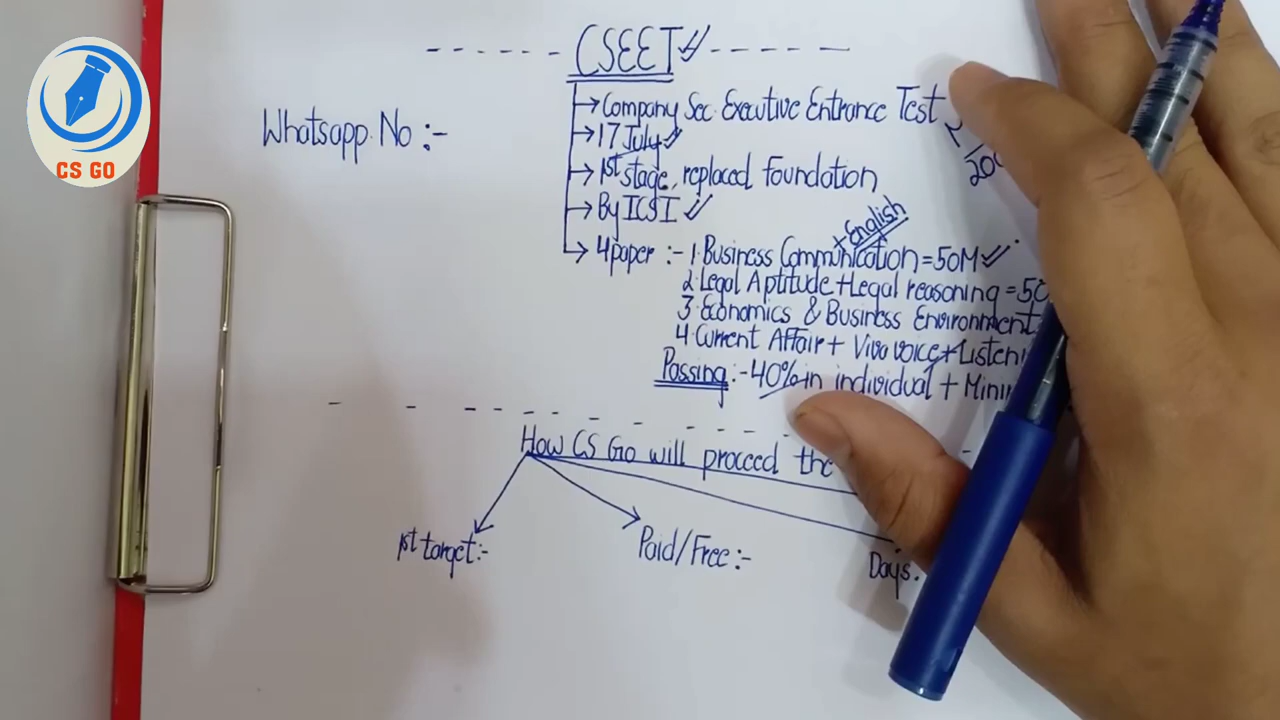 CS GO
CSEET
Whatsapp No :-
Company Sec. Executive Entrance Test
17 July
1st stage, replaced foundation
By ICSI
English
4 paper :- 1. Business Communication = 50M
2. Legal Aptitude + Legal reasoning = 50
3. Economics & Business Environment
4. Current Affair + Viva voice + Listen
Passing :- 40% in individual +
How CS Go will proceed the
1st target :-
Paid/Free :-
Days.